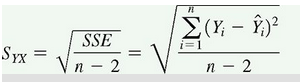 S_{YX} = \sqrt{\frac{SSE}{n - 2}} = \sqrt{\frac{\sum_{i=1}^{n} (Y_i - \hat{Y}_i)^2}{n - 2}}